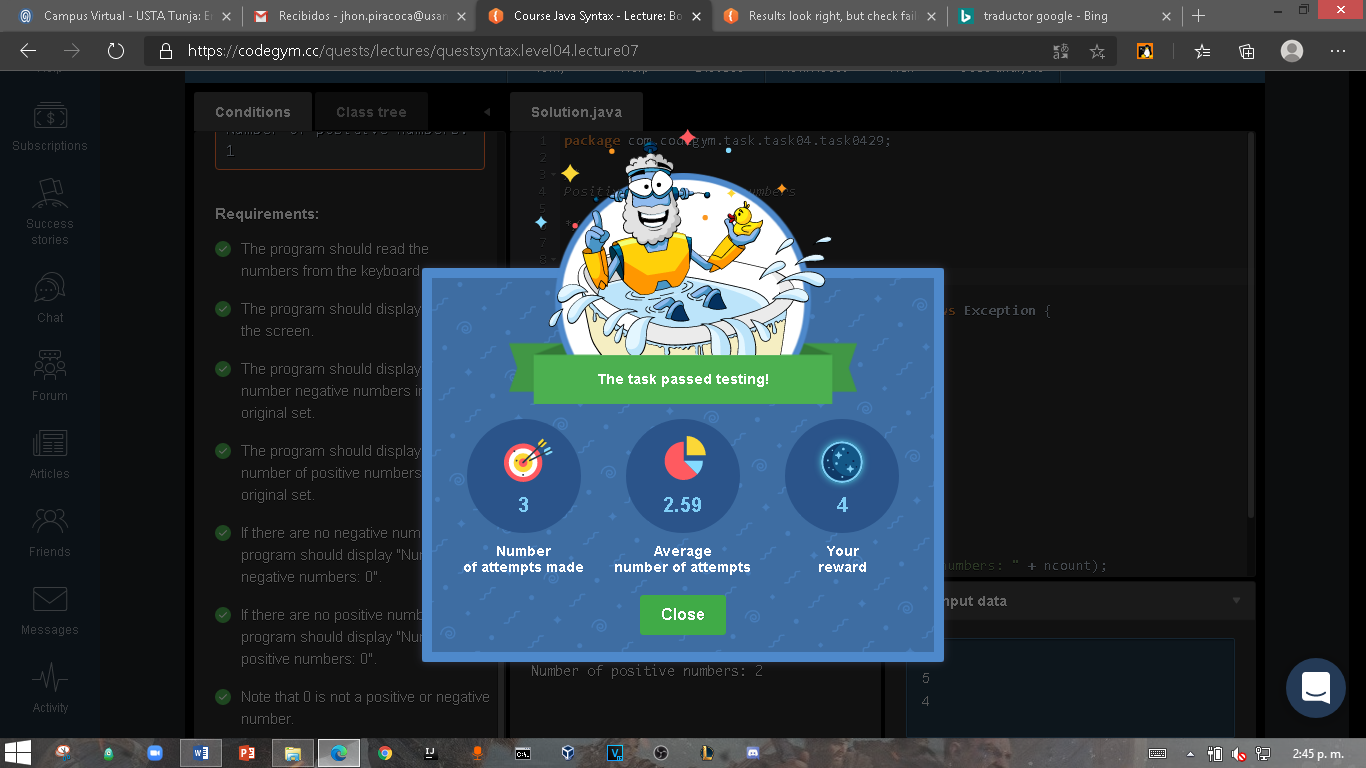 Campus Virtual - USTA Tunja: E
Recibidos - jhon.piracoca@usan
Course Java Syntax - Lecture: Bo
Results look right, but check fail
traductor google - Bing
https://codegym.cc/quests/lectures/questsyntax.level04.lecture07
Subscriptions
Success
stories
Chat
Forum
Articles
Friends
Messages
Activity
Conditions
Class tree
Number of positive numbers:
1
Requirements:
The program should read the
numbers from the keyboard
The program should display
the screen.
The program should display
number negative numbers in
original set.
The program should display
number of positive numbers
original set.
If there are no negative num
program should display "Nu
negative numbers: 0".
If there are no positive numb
program should display "Nu
positive numbers: 0".
Note that 0 is not a positive or negative
number.
Solution.java
1 package com.codegym.task.task04.task0429;
2
3
4 Positi
numbers
5
7
8
ws Exception {
umbers: " + ncount);
The task passed testing!
3
Number
of attempts made
2.59
Average
number of attempts
4
Your
reward
Close
Number of positive numbers: 2
nput data
5
4
2:45 p. m.